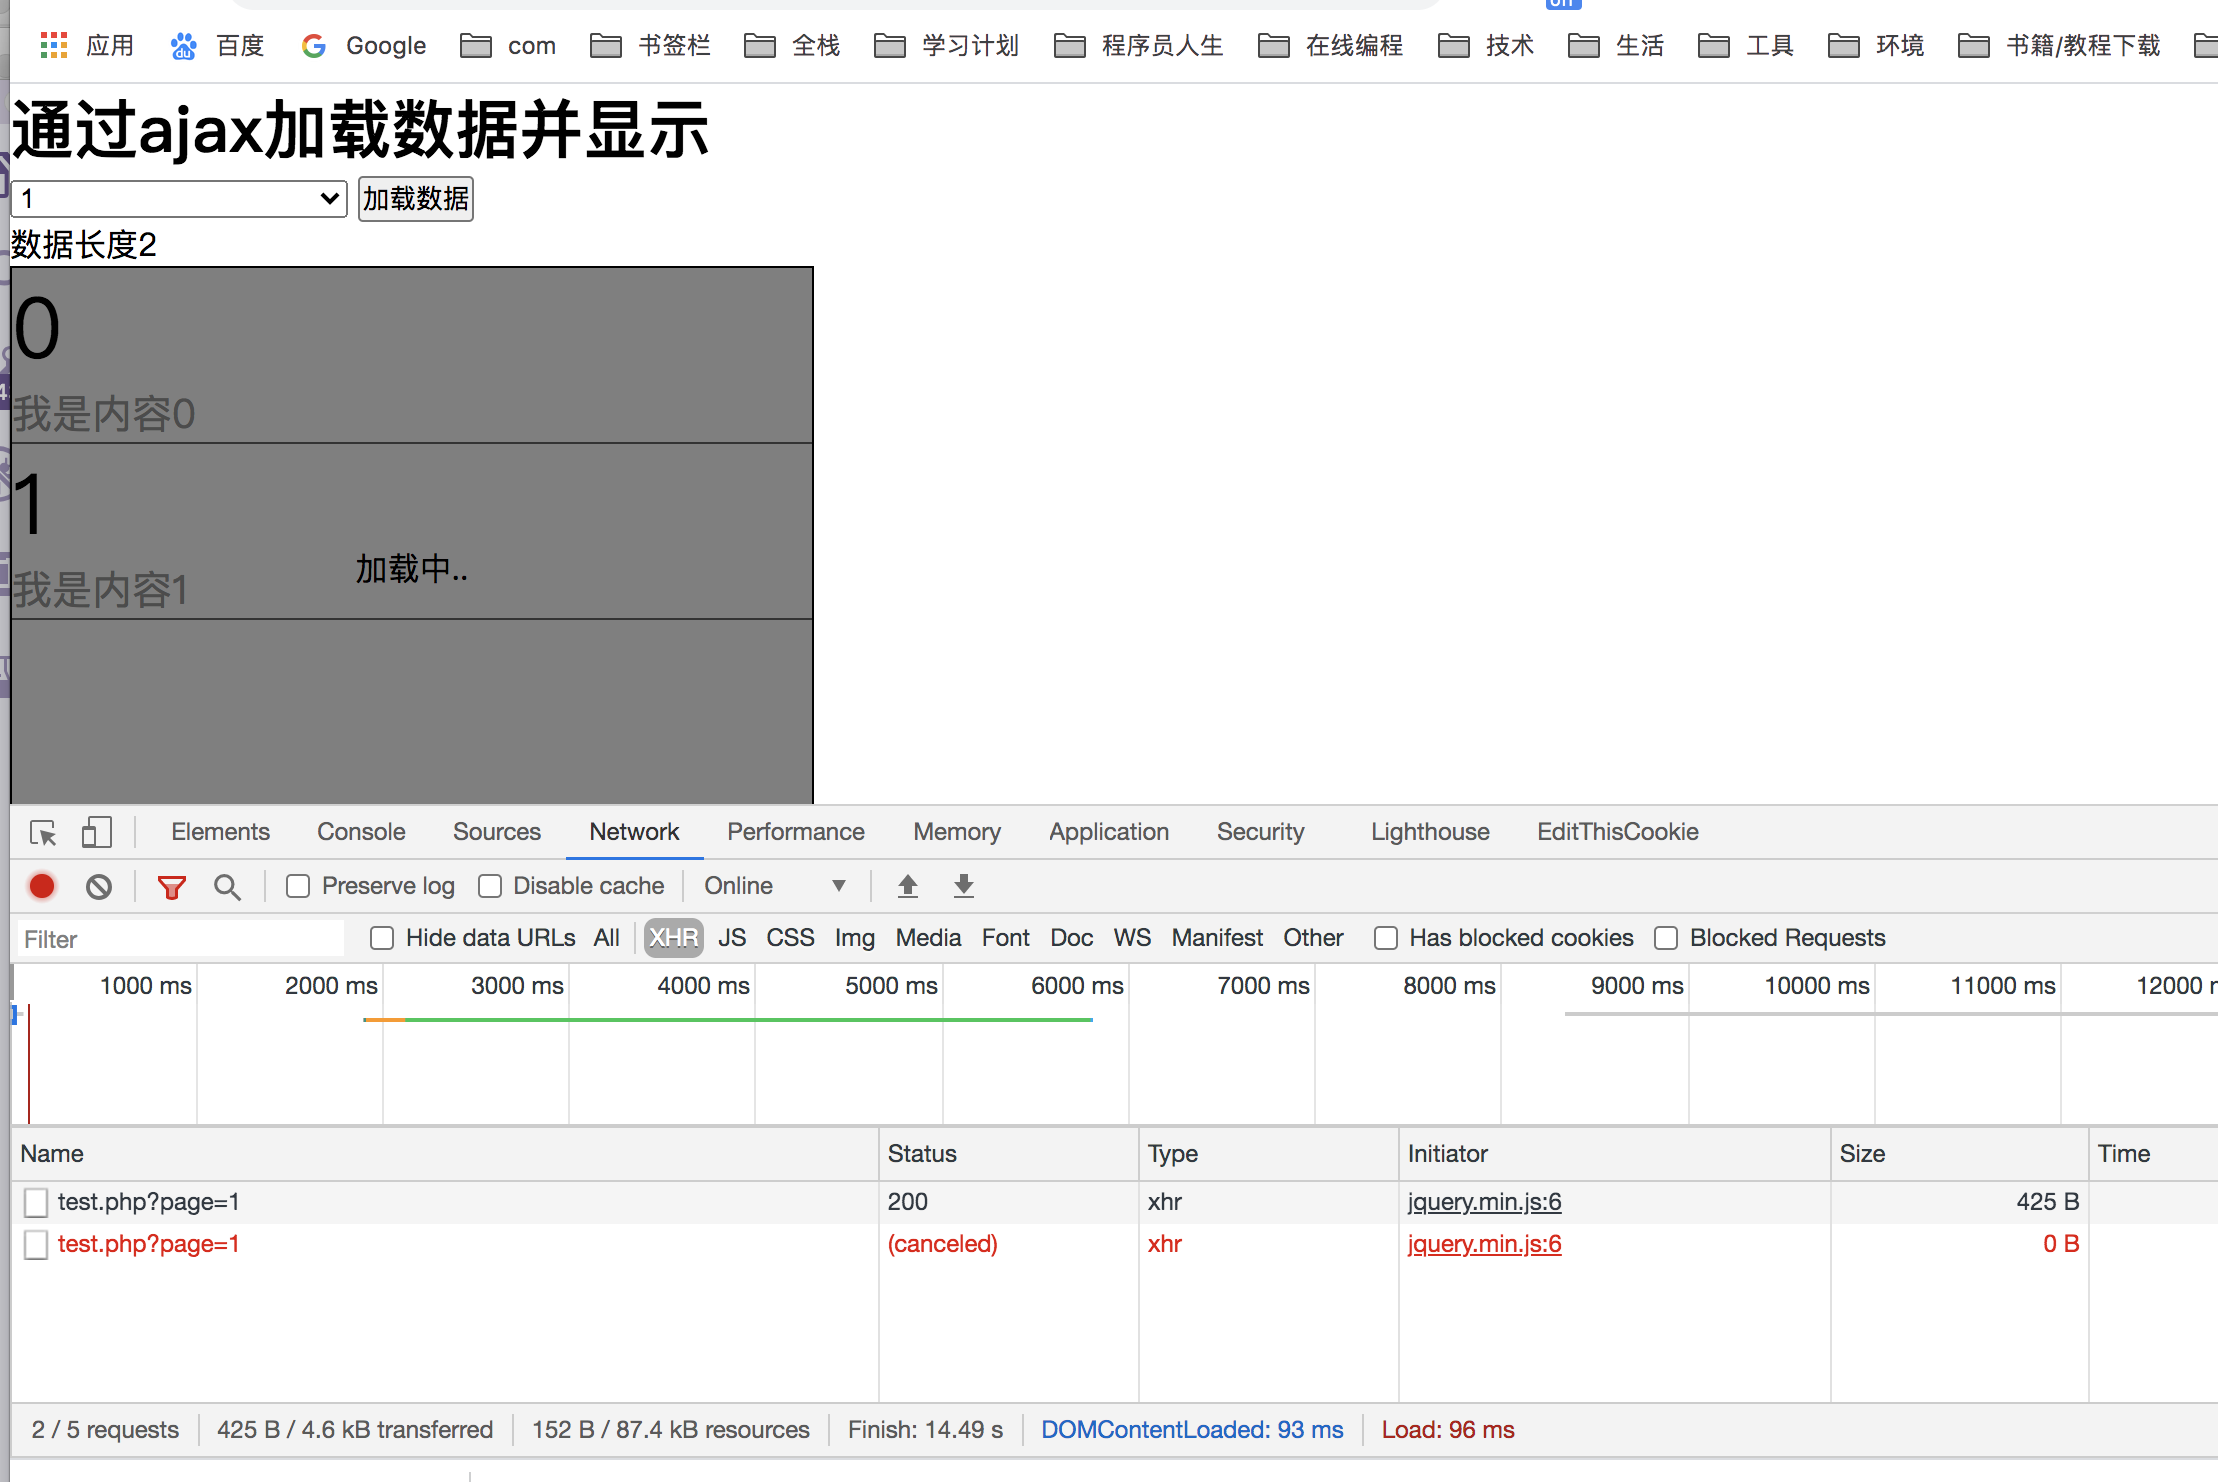 应用 百度 Google com 书签栏 全栈 学习计划 程序员人生 在线编程 技术 生活 工具 环境 书籍/教程下载
通过ajax加载数据并显示
1 加载数据
数据长度2
0
我是内容0
1
加载中..
我是内容1
Elements Console Sources Network Performance Memory Application Security Lighthouse EditThisCookie
Preserve log Disable cache Online
Filter Hide data URLs All XHR JS CSS Img Media Font Doc WS Manifest Other Has blocked cookies Blocked Requests
1000 ms 2000 ms 3000 ms 4000 ms 5000 ms 6000 ms 7000 ms 8000 ms 9000 ms 10000 ms 11000 ms 12000
Name Status Type Initiator Size Time
test.php?page=1 200 xhr jquery.min.js:6 425 B
test.php?page=1 (canceled) xhr jquery.min.js:6 0 B
2 / 5 requests 425 B / 4.6 kB transferred 152 B / 87.4 kB resources Finish: 14.49 s DOMContentLoaded: 93 ms Load: 96 ms